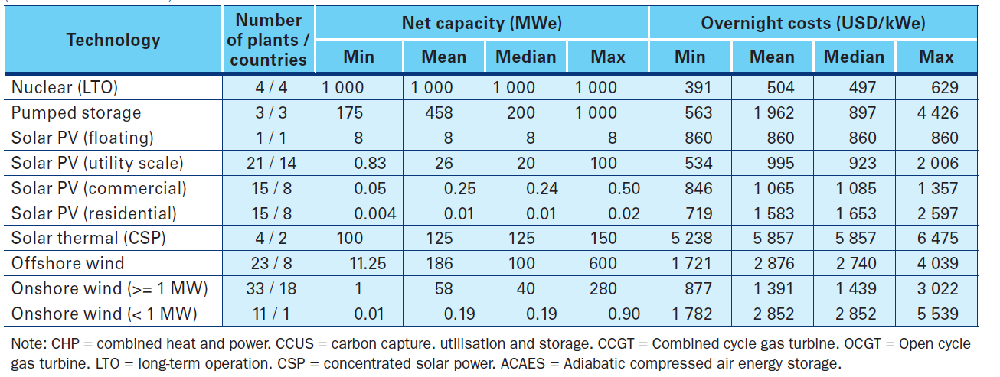 Technology Number of plants / countries Net capacity (MWe) Overnight costs (USD/kWe)
Min Mean Median Max Min Mean Median Max
Nuclear (LTO) 4 / 4 1 000 1 000 1 000 1 000 391 504 497 629
Pumped storage 3 / 3 175 458 200 1 000 563 1 962 897 4 426
Solar PV (floating) 1 / 1 8 8 8 8 860 860 860 860
Solar PV (utility scale) 21 / 14 0.83 26 20 100 534 995 923 2 006
Solar PV (commercial) 15 / 8 0.05 0.25 0.24 0.50 846 1 065 1 085 1 357
Solar PV (residential) 15 / 8 0.004 0.01 0.01 0.02 719 1 583 1 653 2 597
Solar thermal (CSP) 4 / 2 100 125 125 150 5 238 5 857 5 857 6 475
Offshore wind 23 / 8 11.25 186 100 600 1 721 2 876 2 740 4 039
Onshore wind (>= 1 MW) 33 / 18 1 58 40 280 877 1 391 1 439 3 022
Onshore wind (< 1 MW) 11 / 1 0.01 0.19 0.19 0.90 1 782 2 852 2 852 5 539
Note: CHP = combined heat and power. CCUS = carbon capture. utilisation and storage. CCGT = Combined cycle gas turbine. OCGT = Open cycle
gas turbine. LTO = long-term operation. CSP = concentrated solar power. ACAES = Adiabatic compressed air energy storage.